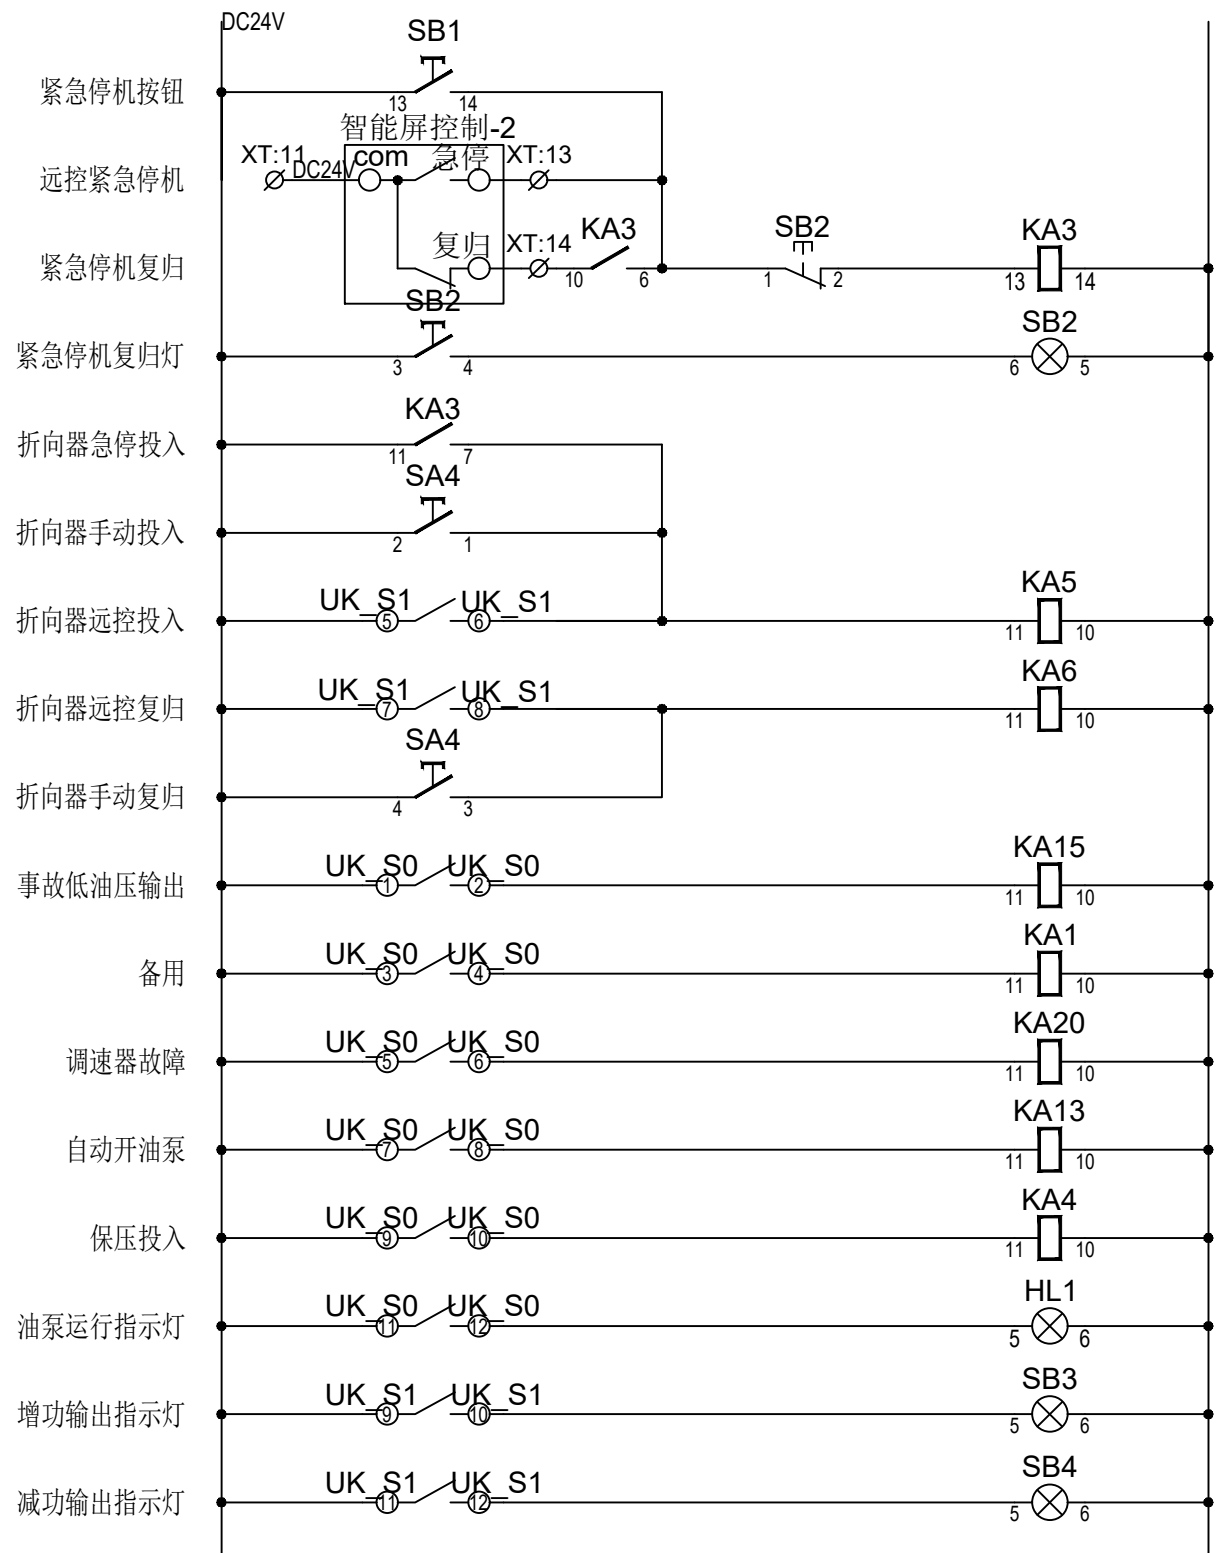 DC24V
SB1
紧急停机按钮
13 14
智能屏控制-2
XT:11 DC24V com 急停 XT:13
远控紧急停机
复归 XT:14 KA3 SB2 KA3
紧急停机复归
10 6 1 2 13 14
SB2 SB2
紧急停机复归灯
3 4 6 5
KA3
折向器急停投入
11 7
SA4
折向器手动投入
2 1
UK_S1 UK_S1 KA5
折向器远控投入 5 6
11 10
UK_S1 UK_S1 KA6
折向器远控复归 7 8
11 10
SA4
折向器手动复归
4 3
UK_S0 UK_S0 KA15
事故低油压输出 1 2
11 10
UK_S0 UK_S0 KA1
备用 3 4
11 10
UK_S0 UK_S0 KA20
调速器故障 5 6
11 10
UK_S0 UK_S0 KA13
自动开油泵 7 8
11 10
UK_S0 UK_S0 KA4
保压投入 9 10
11 10
UK_S0 UK_S0 HL1
油泵运行指示灯 11 12
5 6
UK_S1 UK_S1 SB3
增功输出指示灯 9 10
5 6
UK_S1 UK_S1 SB4
减功输出指示灯 11 12
5 6